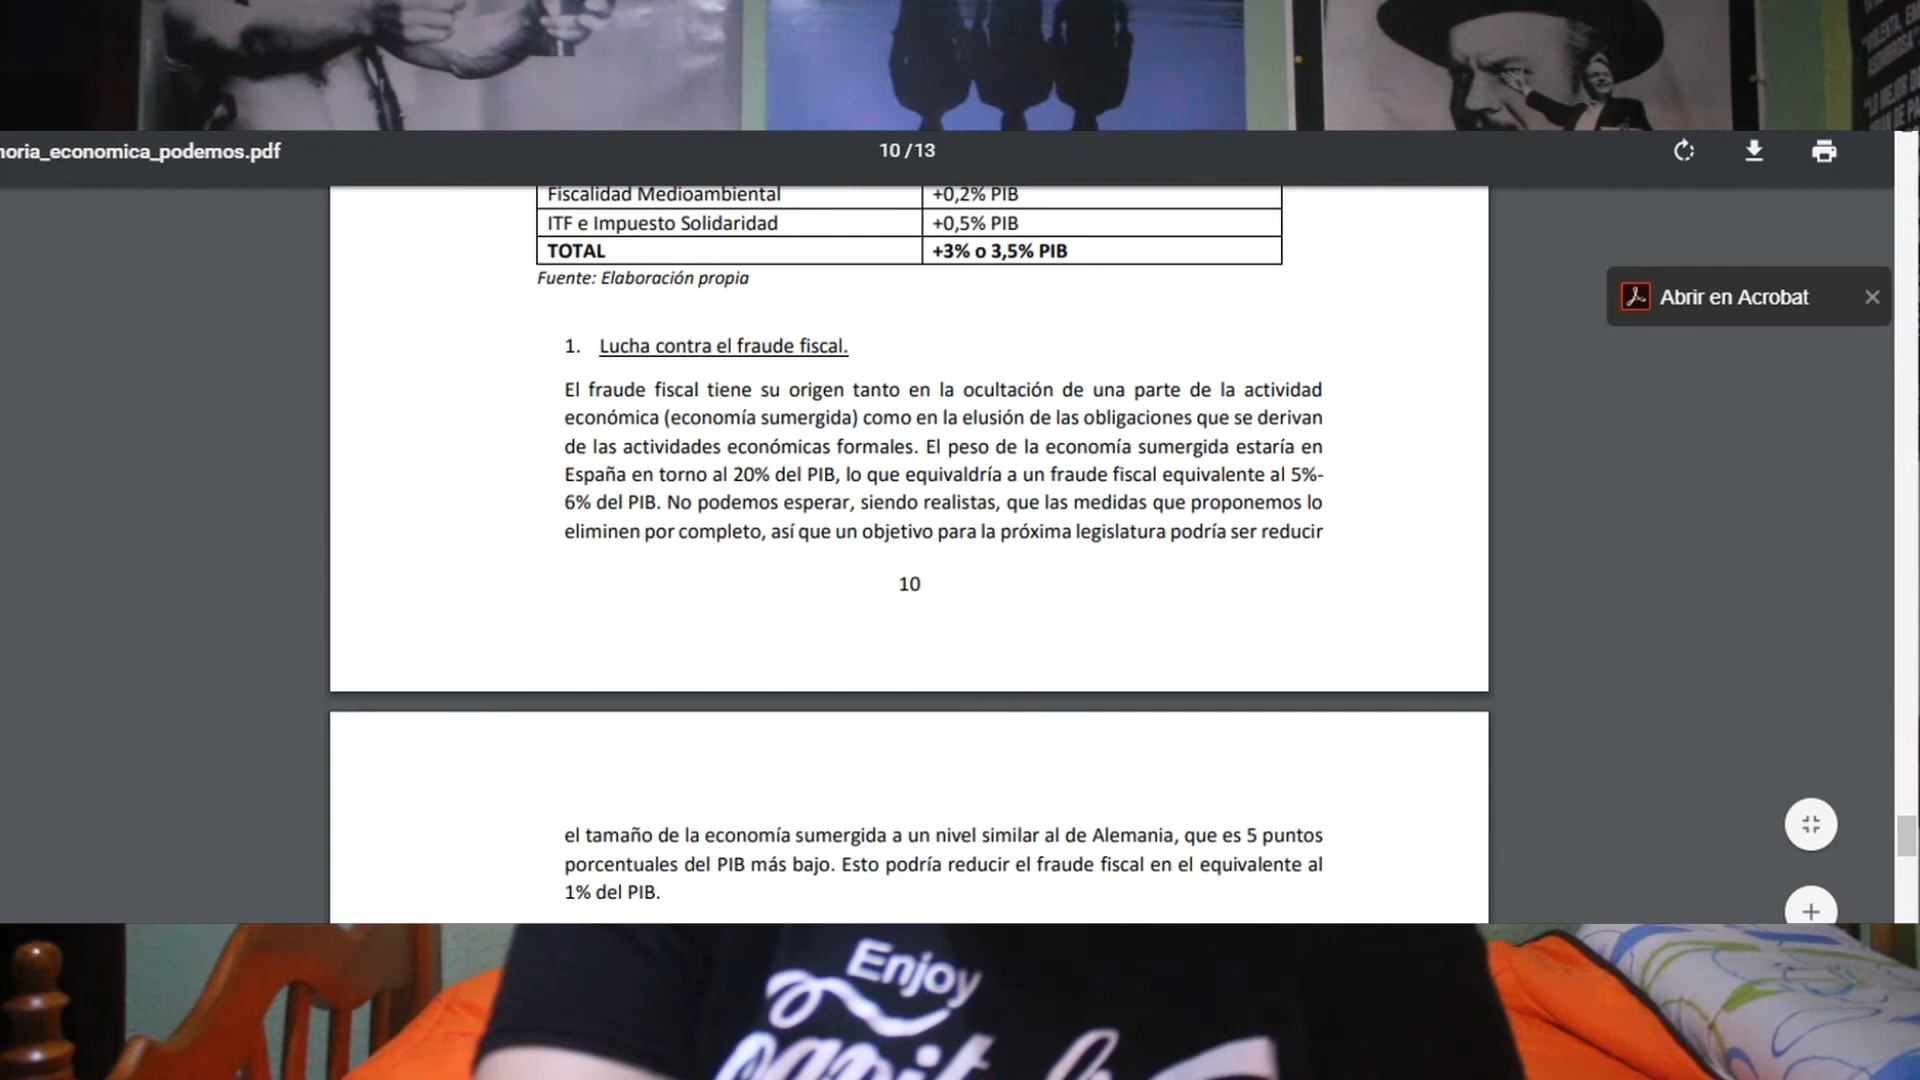 "VIOLENTA, EM
ASOMBROSA"
"LO MEJOR DE
noria_economica_podemos.pdf
10 / 13
Fiscalidad Medioambiental +0,2% PIB
ITF e Impuesto Solidaridad +0,5% PIB
TOTAL +3% o 3,5% PIB
Fuente: Elaboración propia
Abrir en Acrobat
1. Lucha contra el fraude fiscal.
El fraude fiscal tiene su origen tanto en la ocultación de una parte de la actividad
económica (economía sumergida) como en la elusión de las obligaciones que se derivan
de las actividades económicas formales. El peso de la economía sumergida estaría en
España en torno al 20% del PIB, lo que equivaldría a un fraude fiscal equivalente al 5%-
6% del PIB. No podemos esperar, siendo realistas, que las medidas que proponemos lo
eliminen por completo, así que un objetivo para la próxima legislatura podría ser reducir
10
el tamaño de la economía sumergida a un nivel similar al de Alemania, que es 5 puntos
porcentuales del PIB más bajo. Esto podría reducir el fraude fiscal en el equivalente al
1% del PIB.
Enjoy